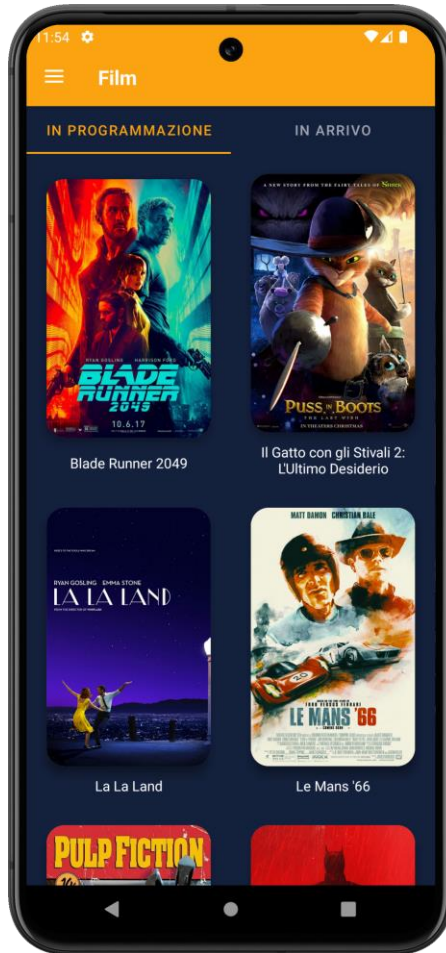 11:54
Film
IN PROGRAMMAZIONE
IN ARRIVO
RYAN GOSLING HARRISON FORD
BLADE
RUNNER
2049
10.6.17
Blade Runner 2049
A NEW STORY FROM THE FAIRY TALES OF SHREK
PUSS IN BOOTS
THE LAST WISH
IN THEATERS CHRISTMAS
Il Gatto con gli Stivali 2:
L'Ultimo Desiderio
RYAN GOSLING EMMA STONE
LA LA LAND
La La Land
MATT DAMON CHRISTIAN BALE
LE MANS '66
Le Mans '66
PULP FICTION